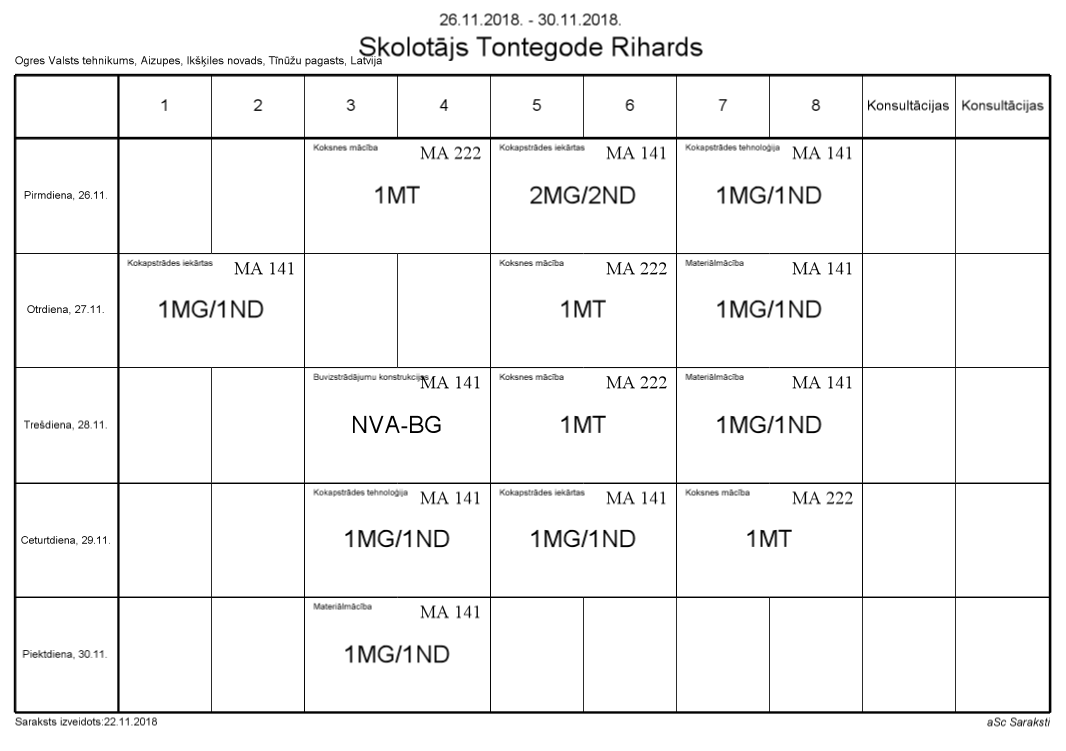 26.11.2018. - 30.11.2018.
Skolotājs Tontegode Rihards
Ogres Valsts tehnikums, Aizupes, Ikšķiles novads, Tīnūžu pagasts, Latvija
1 2 3 4 5 6 7 8 Konsultācijas Konsultācijas
Pirmdiena, 26.11.
Koksnes mācība MA 222
1MT
Kokapstrādes iekārtas MA 141
2MG/2ND
Kokapstrādes tehnoloģija MA 141
1MG/1ND
Otrdiena, 27.11.
Kokapstrādes iekārtas MA 141
1MG/1ND
Koksnes mācība MA 222
1MT
Materiālmācība MA 141
1MG/1ND
Trešdiena, 28.11.
Buvizstrādājumu konstrukcijas MA 141
NVA-BG
Koksnes mācība MA 222
1MT
Materiālmācība MA 141
1MG/1ND
Ceturtdiena, 29.11.
Kokapstrādes tehnoloģija MA 141
1MG/1ND
Kokapstrādes iekārtas MA 141
1MG/1ND
Koksnes mācība MA 222
1MT
Piektdiena, 30.11.
Materiālmācība MA 141
1MG/1ND
Saraksts izveidots:22.11.2018
aSc Saraksti